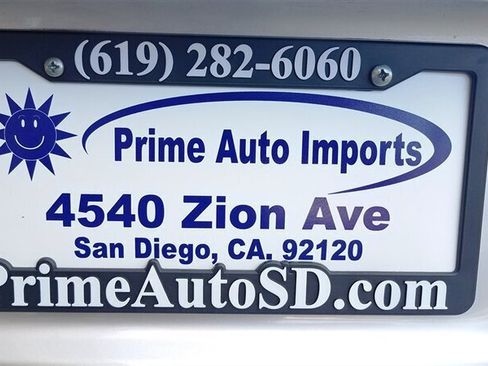 (619) 282-6060
Prime Auto Imports
4540 Zion Ave
San Diego, CA. 92120
PrimeAutoSD.com